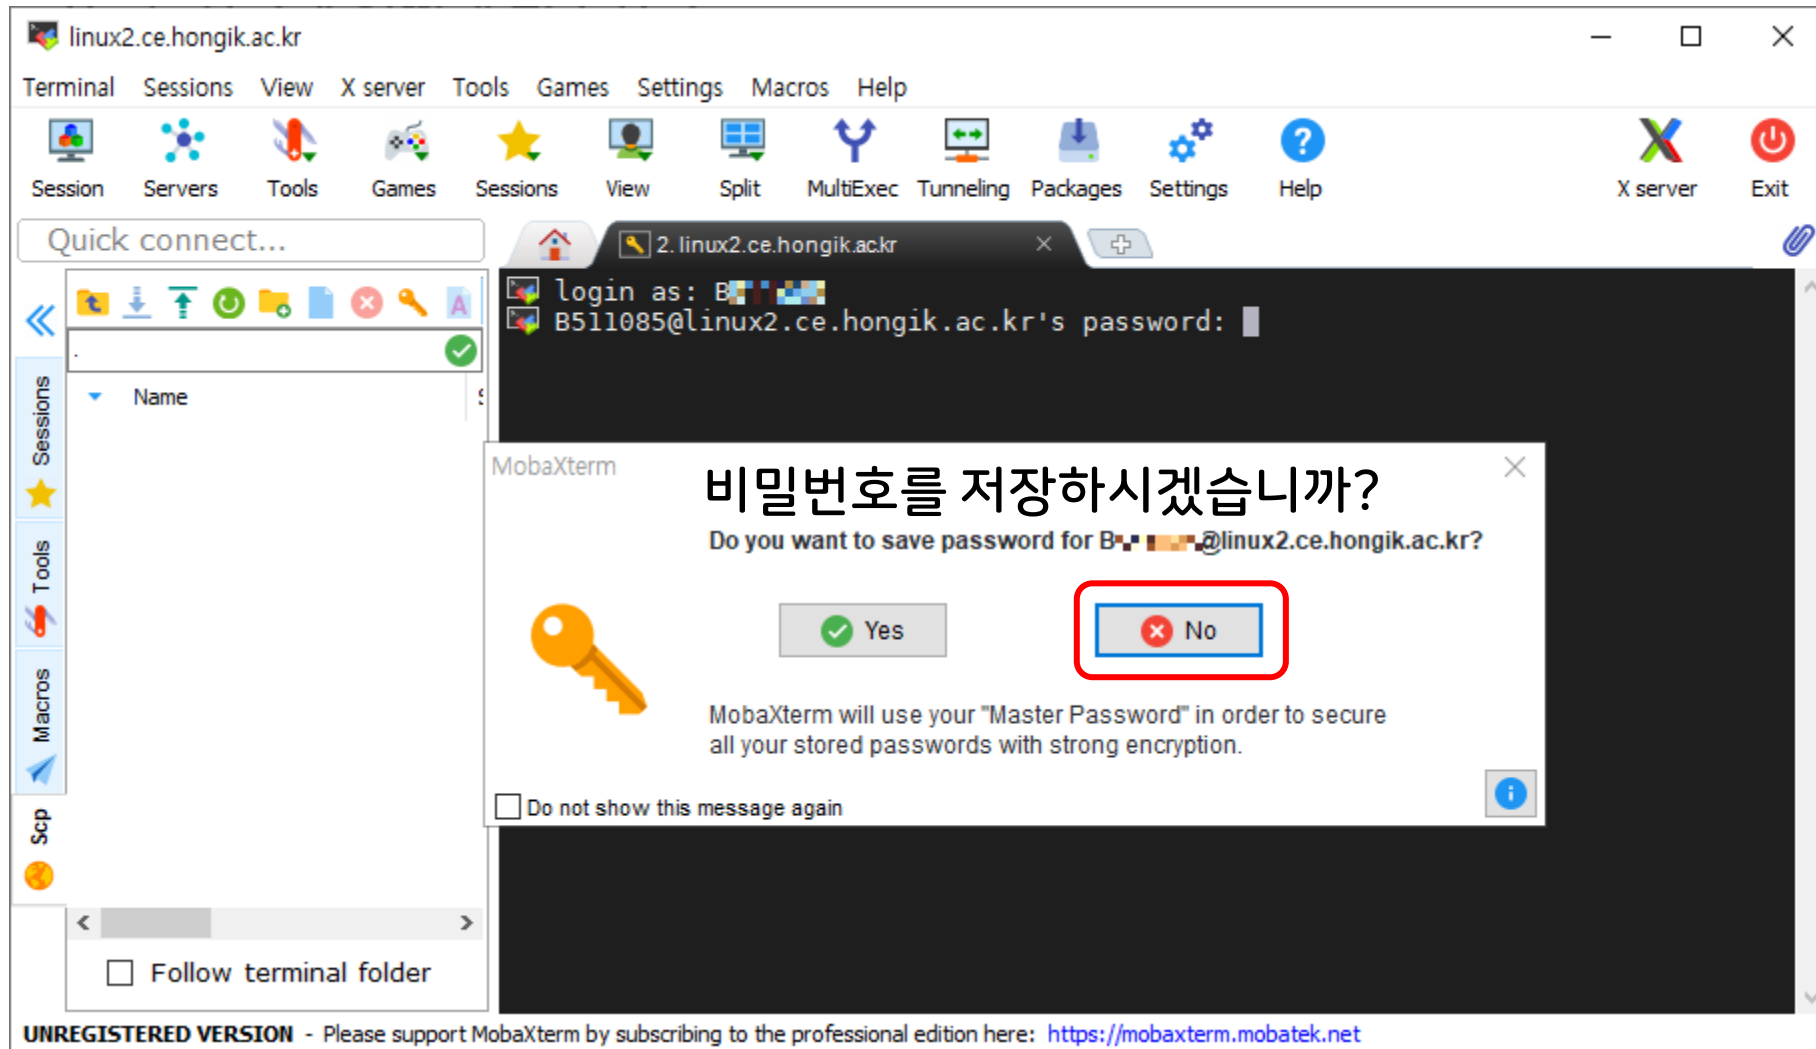 linux2.ce.hongik.ac.kr
Terminal Sessions View X server Tools Games Settings Macros Help
Session Servers Tools Games Sessions View Split MultiExec Tunneling Packages Settings Help X server Exit
Quick connect...
2. linux2.ce.hongik.ac.kr
login as: B
B511085@linux2.ce.hongik.ac.kr's password:
.
Name
Sessions
Tools
Macros
Scp
MobaXterm
비밀번호를 저장하시겠습니까?
Do you want to save password for B @linux2.ce.hongik.ac.kr?
Yes No
MobaXterm will use your "Master Password" in order to secure
all your stored passwords with strong encryption.
Do not show this message again
Follow terminal folder
UNREGISTERED VERSION - Please support MobaXterm by subscribing to the professional edition here: https://mobaxterm.mobatek.net